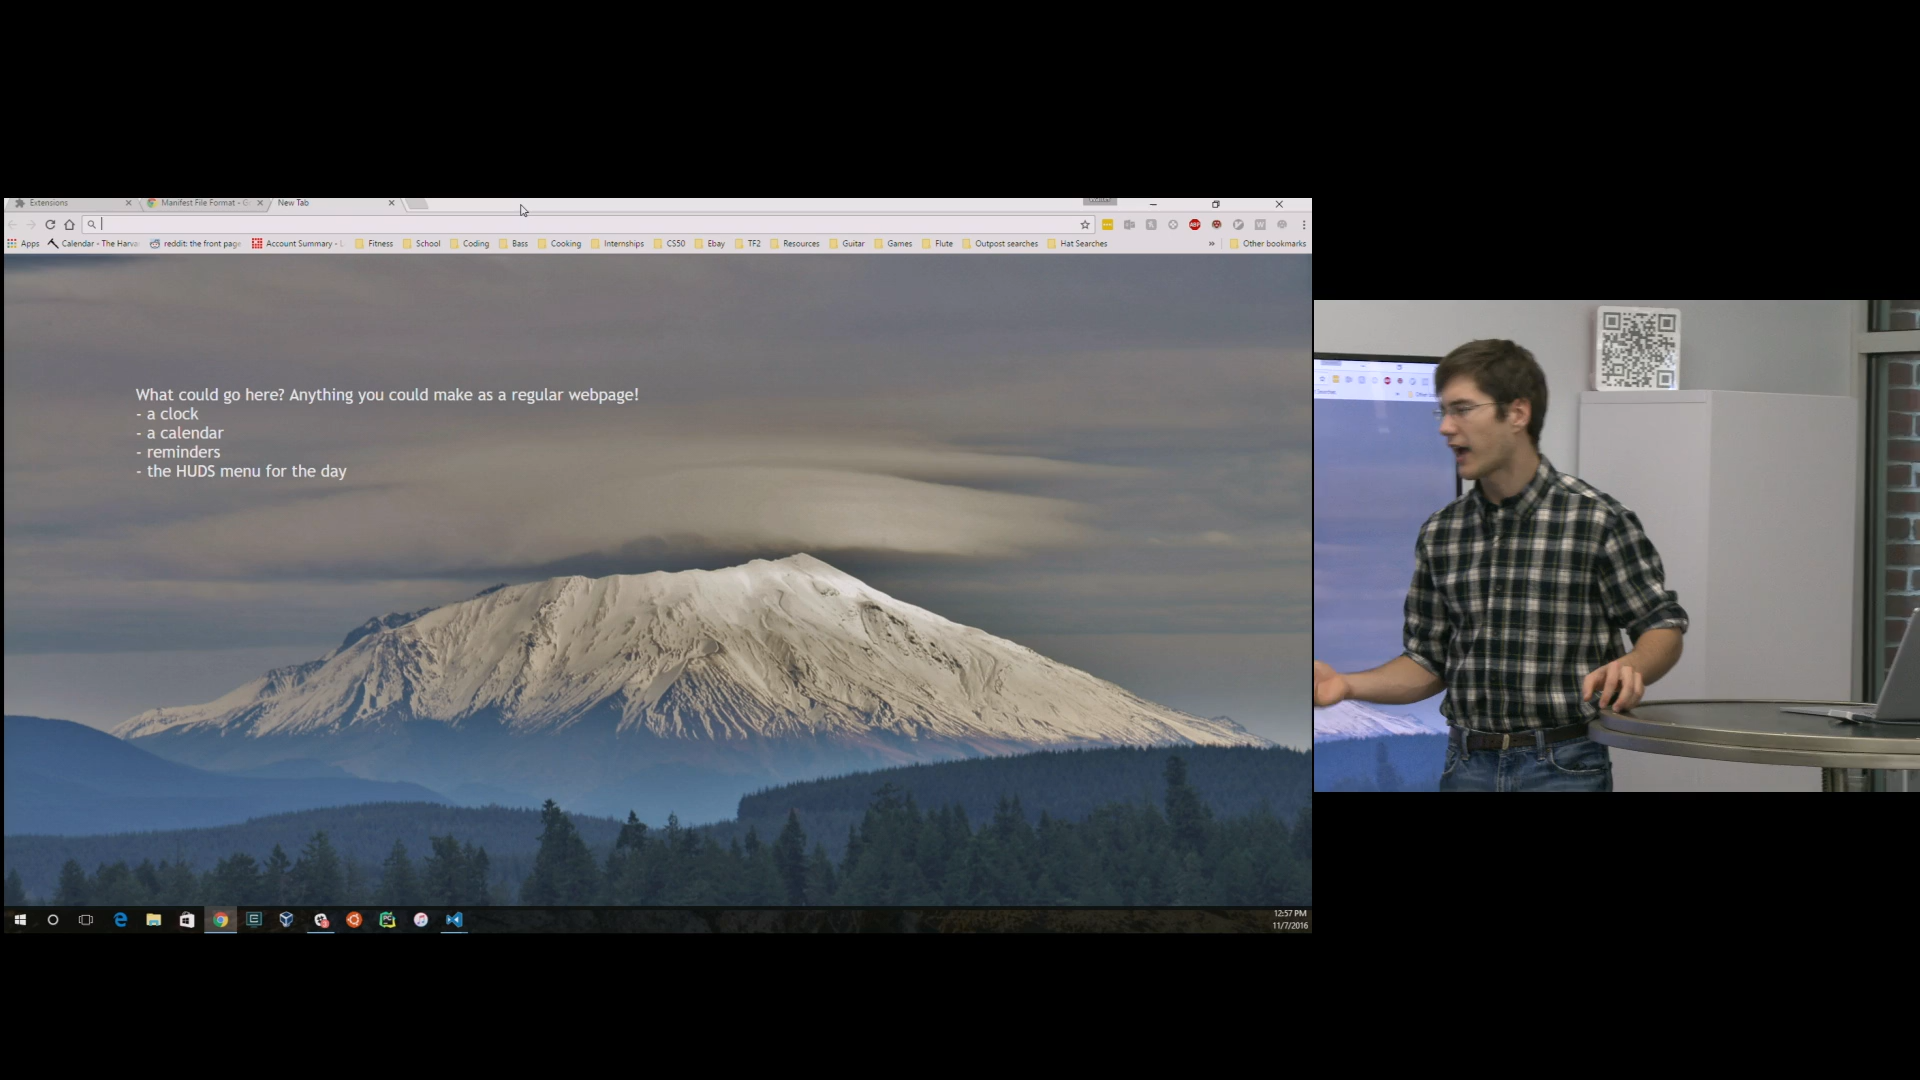 Extensions
Manifest File Format - G
New Tab
Apps
Calendar - The Harva
reddit: the front page
Account Summary -
Fitness
School
Coding
Bass
Cooking
Internships
CS50
Ebay
TF2
Resources
Guitar
Games
Flute
Outpost searches
Hat Searches
»
Other bookmarks
What could go here? Anything you could make as a regular webpage!
- a clock
- a calendar
- reminders
- the HUDS menu for the day
12:57 PM
11/7/2016